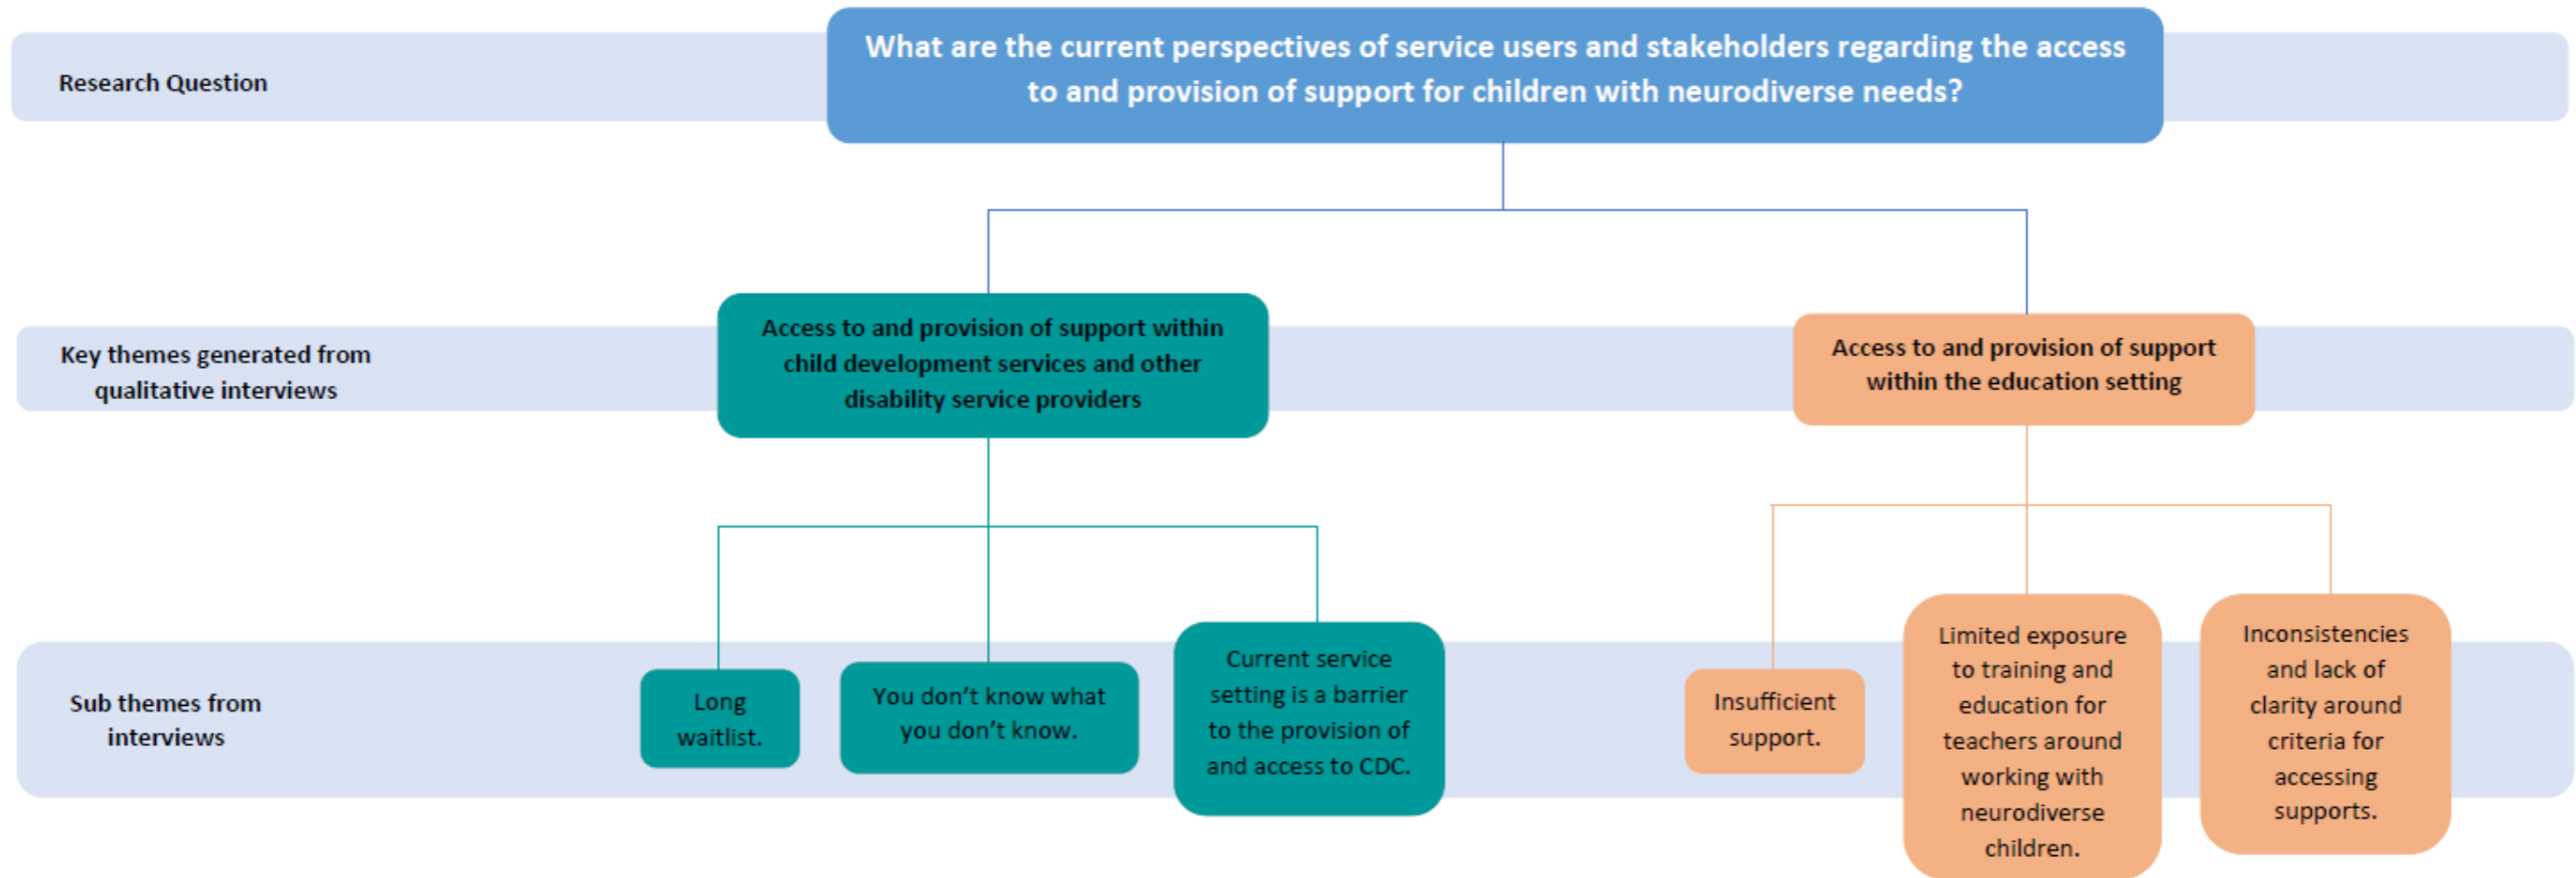 Research Question
What are the current perspectives of service users and stakeholders regarding the access
to and provision of support for children with neurodiverse needs?
Key themes generated from
qualitative interviews
Access to and provision of support within
child development services and other
disability service providers
Access to and provision of support
within the education setting
Sub themes from
interviews
Long
waitlist.
You don’t know what
you don’t know.
Current service
setting is a barrier
to the provision of
and access to CDC.
Insufficient
support.
Limited exposure
to training and
education for
teachers around
working with
neurodiverse
children.
Inconsistencies
and lack of
clarity around
criteria for
accessing
supports.